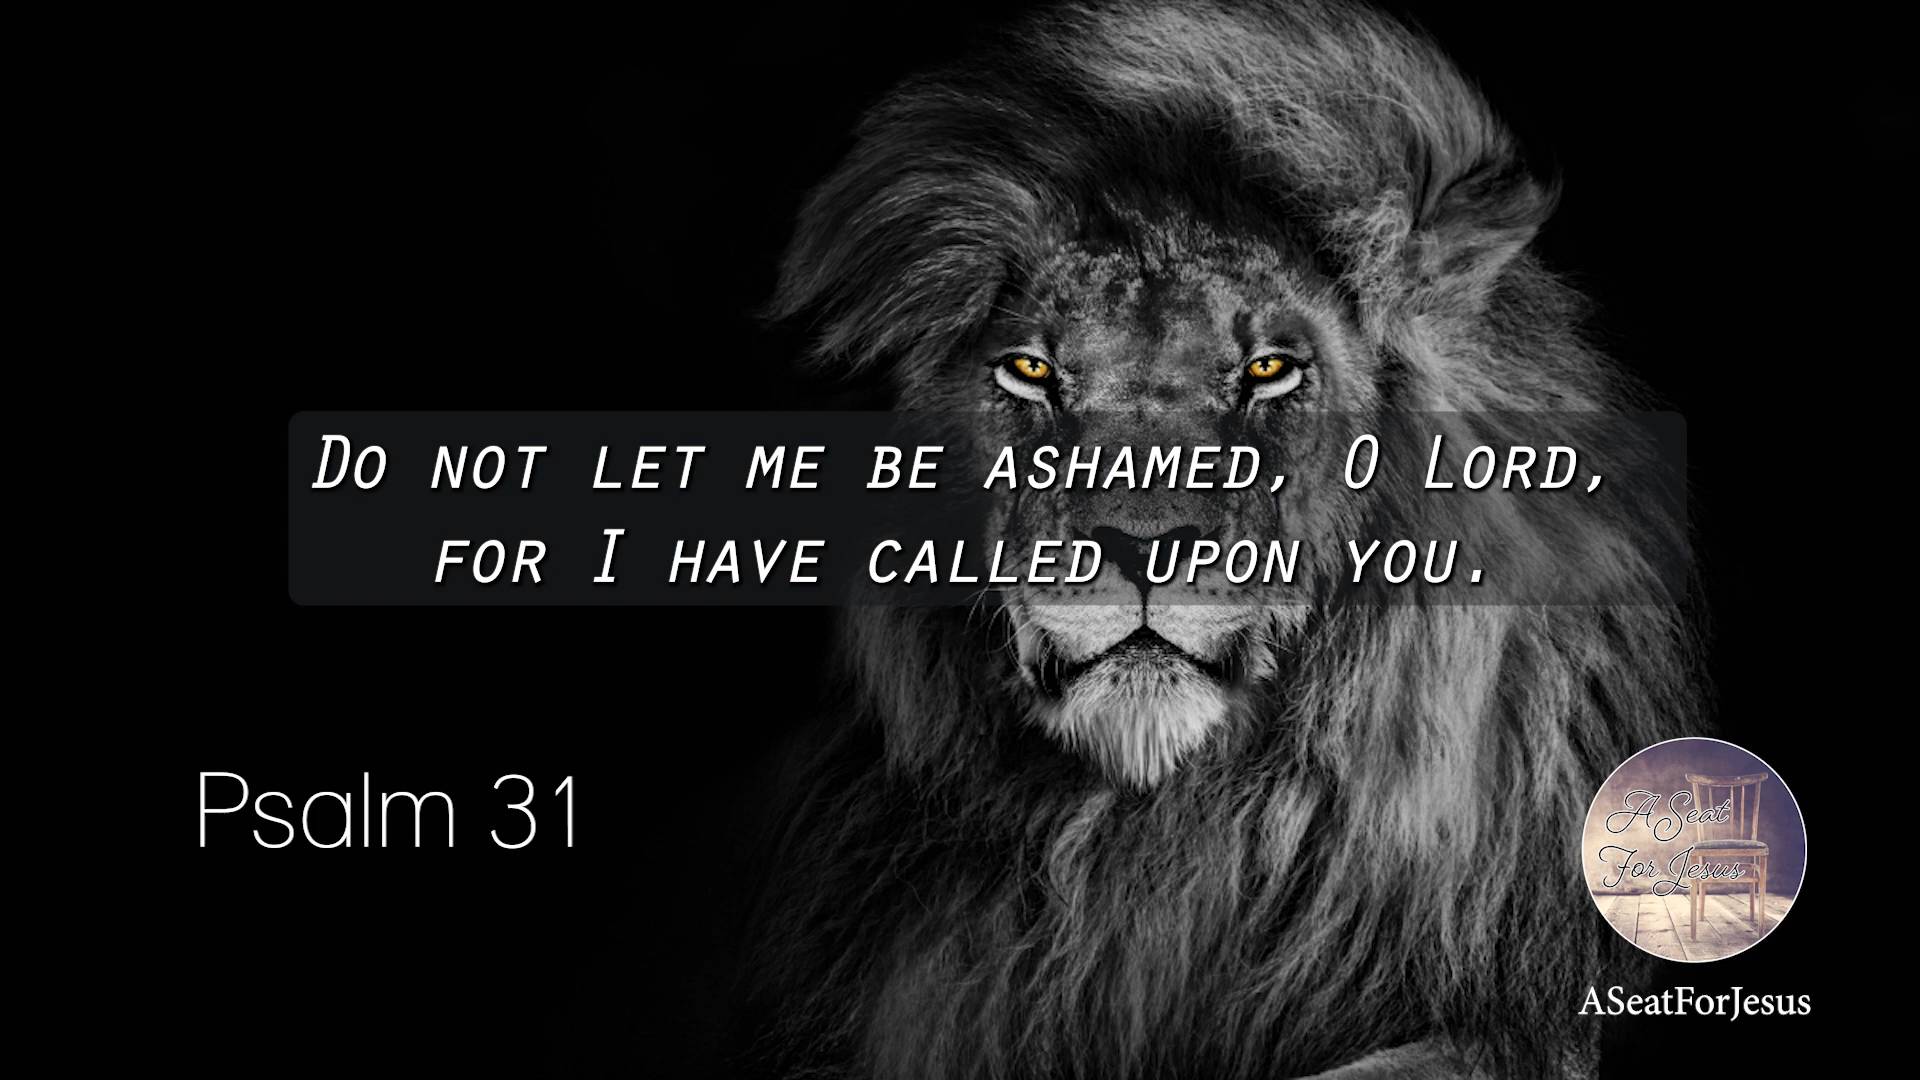 Do not let me be ashamed, O Lord,
for I have called upon you.
Psalm 31
A Seat
For Jesus
ASeatForJesus